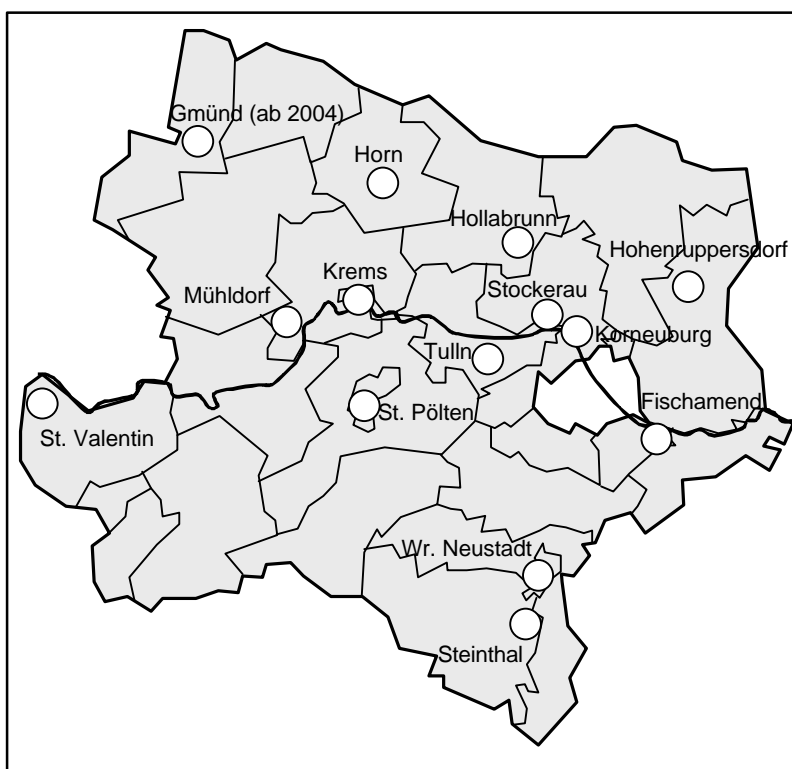 Gmünd (ab 2004)
Horn
Hollabrunn
Hohenruppersdorf
Krems
Stockerau
Mühldorf
Korneuburg
Tulln
Fischamend
St. Pölten
St. Valentin
Wr. Neustadt
Steinthal